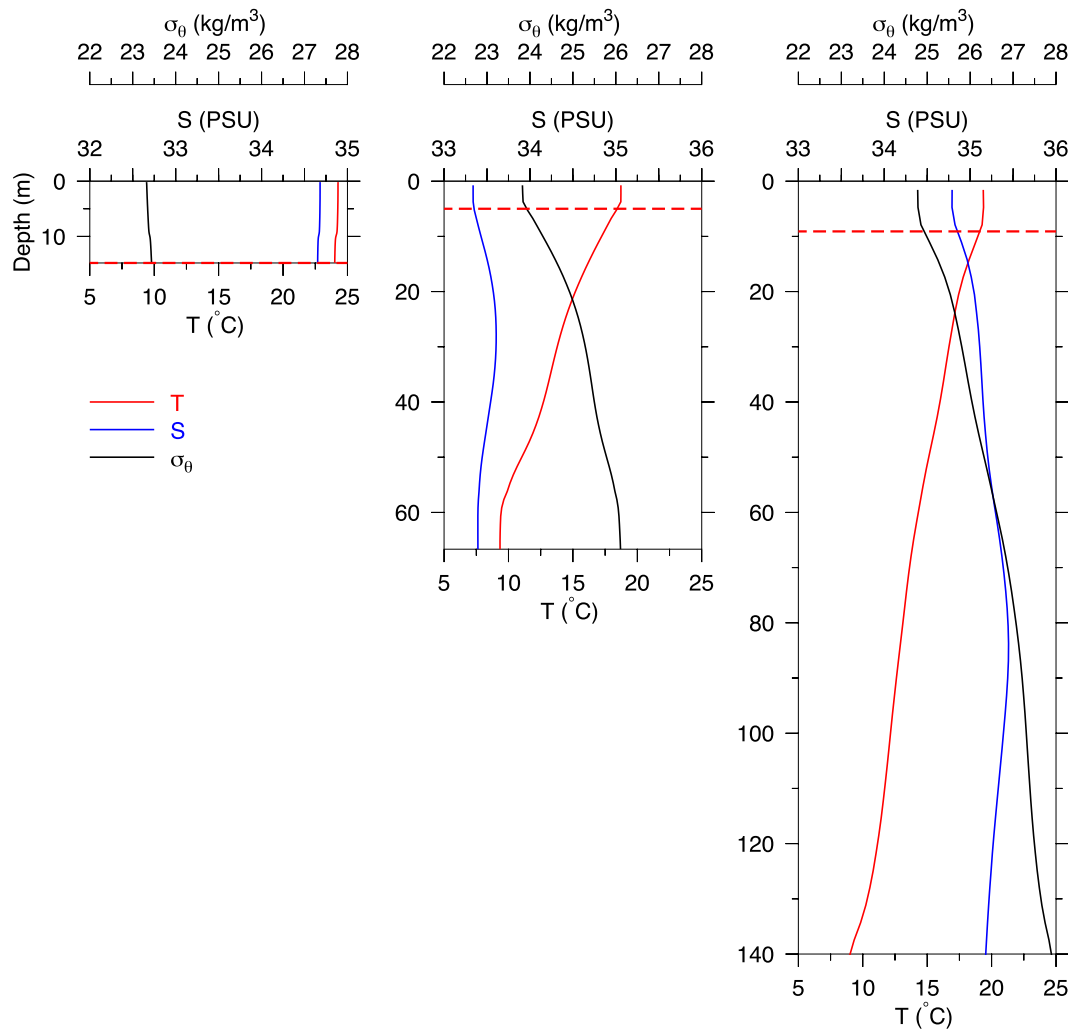 σθ (kg/m³)
22 23 24 25 26 27 28
S (PSU)
32 33 34 35
Depth (m)
0
10
5 10 15 20 25
T (°C)
T
S
σθ
σθ (kg/m³)
22 23 24 25 26 27 28
S (PSU)
33 34 35 36
0
20
40
60
5 10 15 20 25
T (°C)
σθ (kg/m³)
22 23 24 25 26 27 28
S (PSU)
33 34 35 36
0
20
40
60
80
100
120
140
5 10 15 20 25
T (°C)